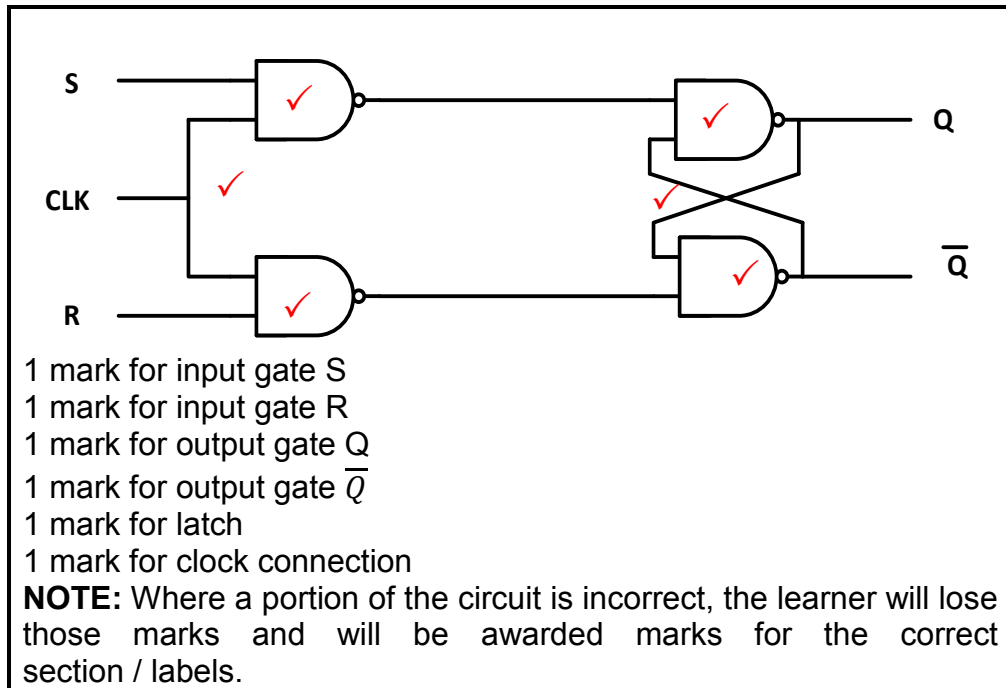 S
Q
CLK
Q̅
R
1 mark for input gate S
1 mark for input gate R
1 mark for output gate Q
1 mark for output gate Q̅
1 mark for latch
1 mark for clock connection
NOTE: Where a portion of the circuit is incorrect, the learner will lose
those marks and will be awarded marks for the correct
section / labels.